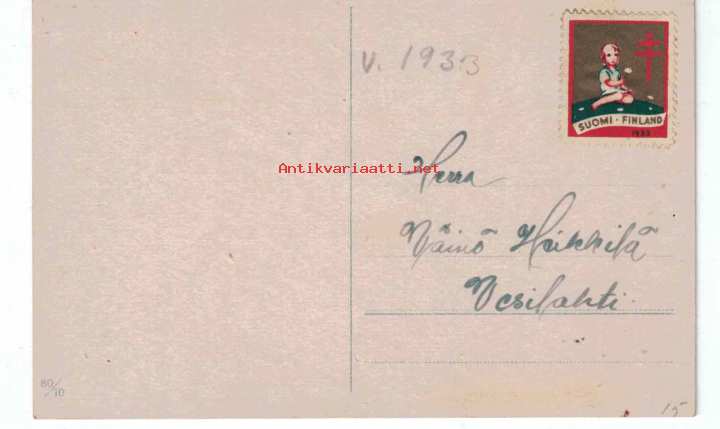 v. 1933
SUOMI · FINLAND
1933
Antikvariaatti.net
Herra
Väinö Heikkilä
Vesilahti.
80/10
15